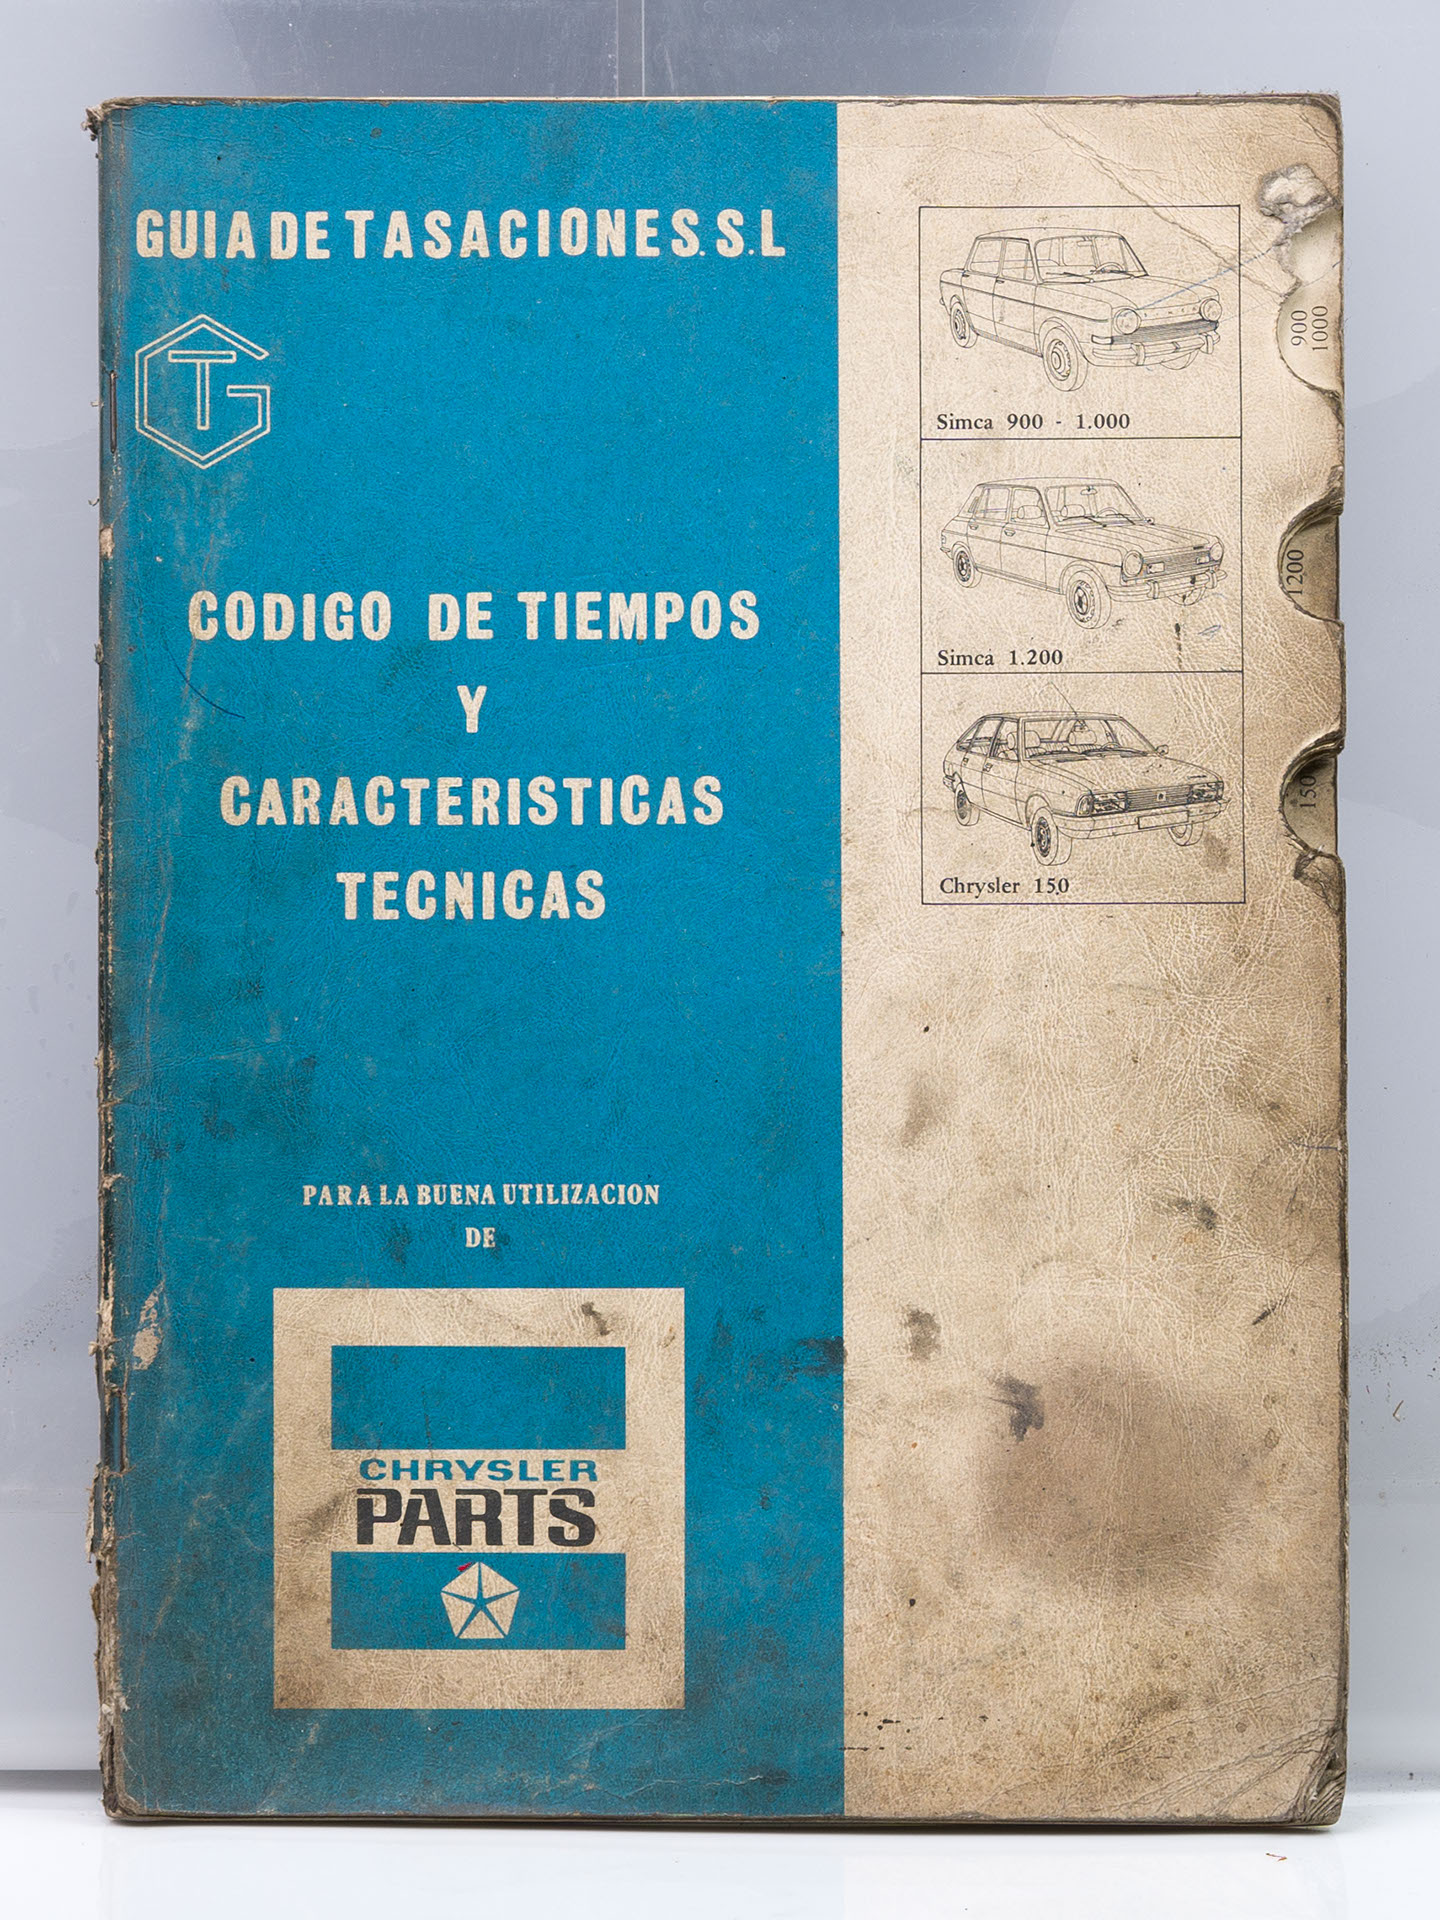 GUIA DE TASACIONES. S. L
GT
CODIGO DE TIEMPOS
Y
CARACTERISTICAS
TECNICAS
PARA LA BUENA UTILIZACION
DE
CHRYSLER
PARTS
Simca 900 - 1.000
Simca 1.200
Chrysler 150
900
1000
1200
150